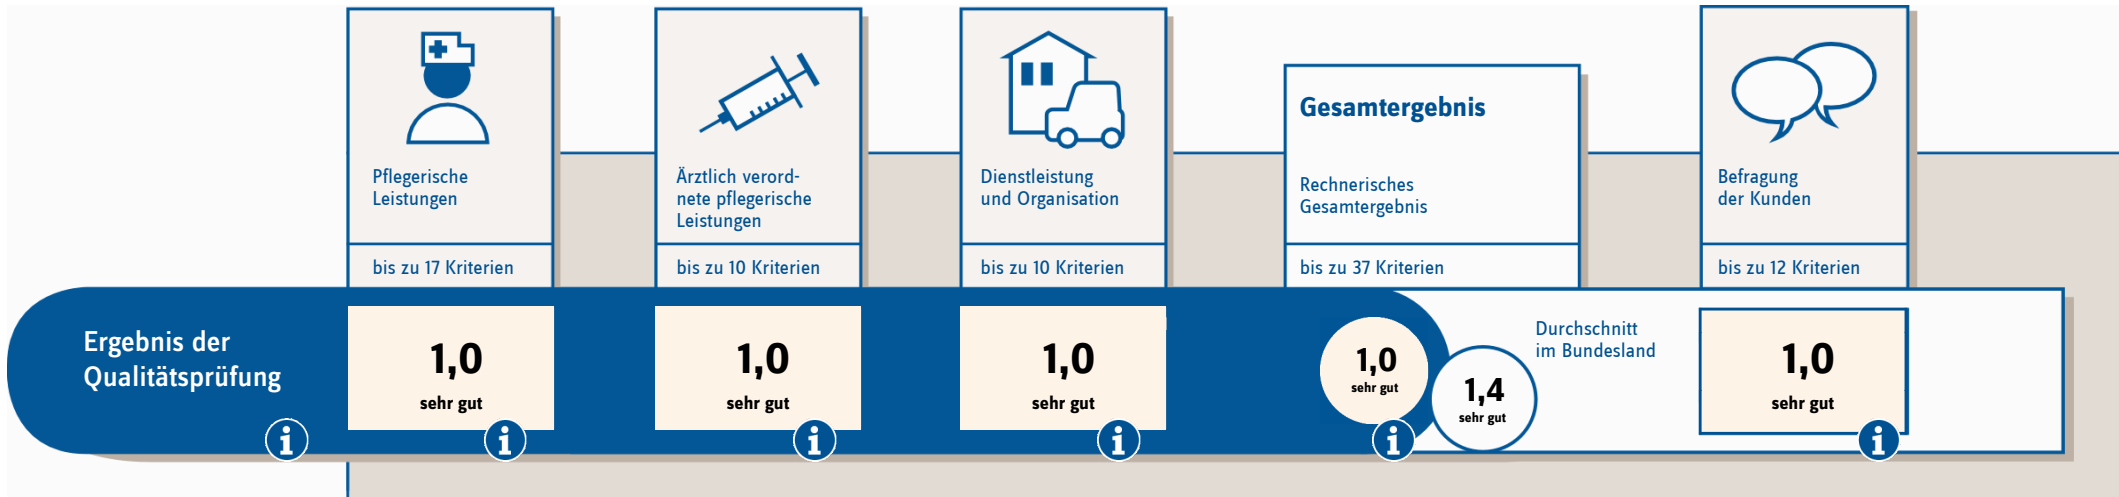 Pflegerische
Leistungen
bis zu 17 Kriterien
Ärztlich verord-
nete pflegerische
Leistungen
bis zu 10 Kriterien
Dienstleistung
und Organisation
bis zu 10 Kriterien
Gesamtergebnis
Rechnerisches
Gesamtergebnis
bis zu 37 Kriterien
Befragung
der Kunden
bis zu 12 Kriterien
Ergebnis der
Qualitätsprüfung
i
1,0
sehr gut
i
1,0
sehr gut
i
1,0
sehr gut
i
1,0
sehr gut
i
1,4
sehr gut
Durchschnitt
im Bundesland
1,0
sehr gut
i